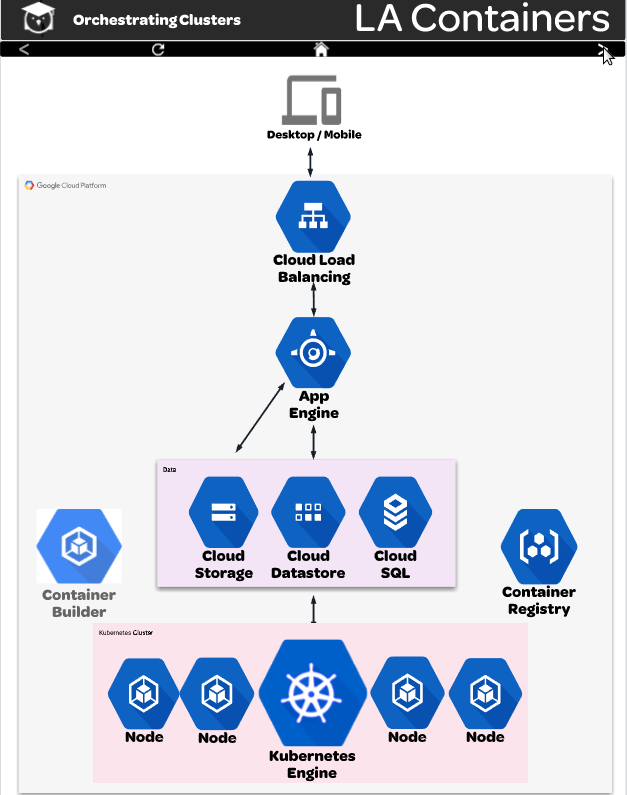 Orchestrating Clusters
LA Containers
Desktop / Mobile
Google Cloud Platform
Cloud Load
Balancing
App
Engine
Data
Cloud
Storage
Cloud
Datastore
Cloud
SQL
Container
Builder
Container
Registry
Kubernetes Cluster
Node
Node
Kubernetes
Engine
Node
Node